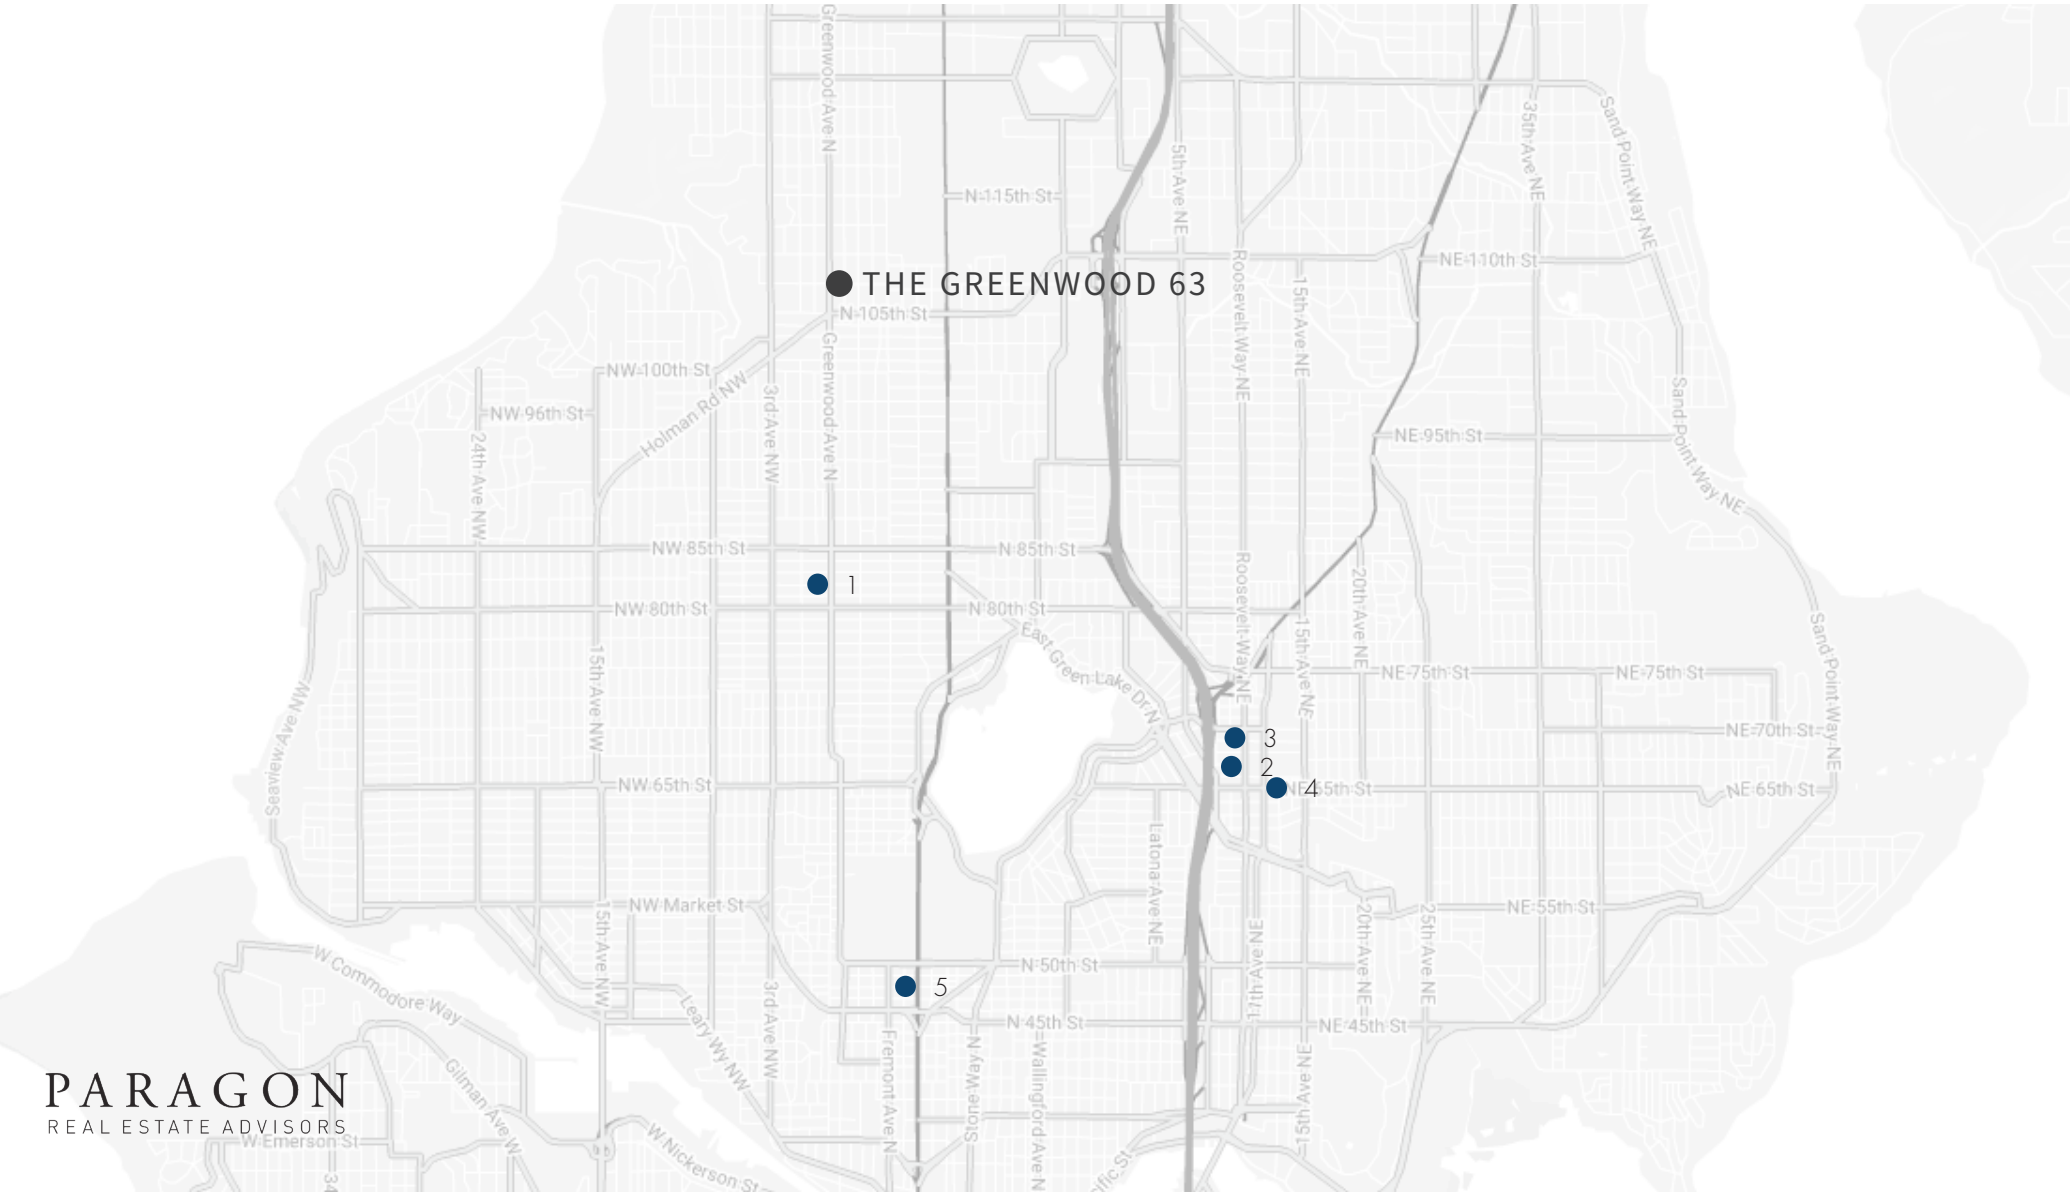 Greenwood Ave N
35th Ave NE
Sand Point Way NE
5th Ave NE
N 115th St
Roosevelt Way NE
NE 110th St
THE GREENWOOD 63
15th Ave NE
N 105th St
Greenwood Ave N
NW 100th St
Holman Rd NW
3rd Ave NW
Sand Point Way NE
NW 96th St
24th Ave NW
NE 95th St
NW 85th St
N 85th St
Roosevelt Way NE
20th Ave NE
1
NW 80th St
N 80th St
East Green Lake Dr N
15th Ave NE
Sand Point Way NE
15th Ave NW
NE 75th St
NE 75th St
Seaview Ave NW
3
NE 70th St
2
NW 65th St
4
NE 65th St
NE 65th St
Latona Ave NE
NW Market St
15th Ave NW
20th Ave NE
25th Ave NE
NE 55th St
W Commodore Way
N 50th St
11th Ave NE
5
3rd Ave NW
Leary Wy NW
N 45th St
NE 45th St
Fremont Ave N
Stone Way N
Wallingford Ave N
15th Ave NE
Gilman Ave W
PARAGON
REAL ESTATE ADVISORS
W Emerson St
W Nickerson St
cific St
34